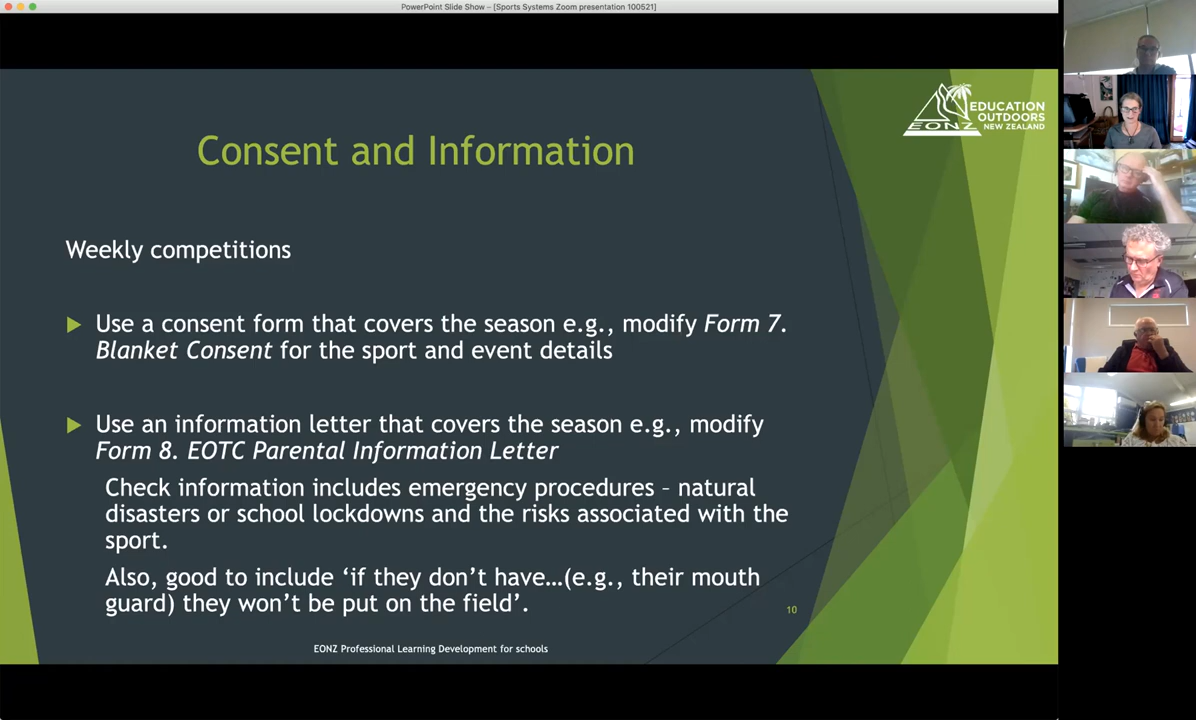 PowerPoint Slide Show – [Sports Systems Zoom presentation 100521]
EDUCATION
OUTDOORS
NEW ZEALAND
EONZ
Consent and Information
Weekly competitions
Use a consent form that covers the season e.g., modify Form 7.
Blanket Consent for the sport and event details
Use an information letter that covers the season e.g., modify
Form 8. EOTC Parental Information Letter
Check information includes emergency procedures – natural
disasters or school lockdowns and the risks associated with the
sport.
Also, good to include ‘if they don’t have…(e.g., their mouth
guard) they won’t be put on the field’.
10
EONZ Professional Learning Development for schools